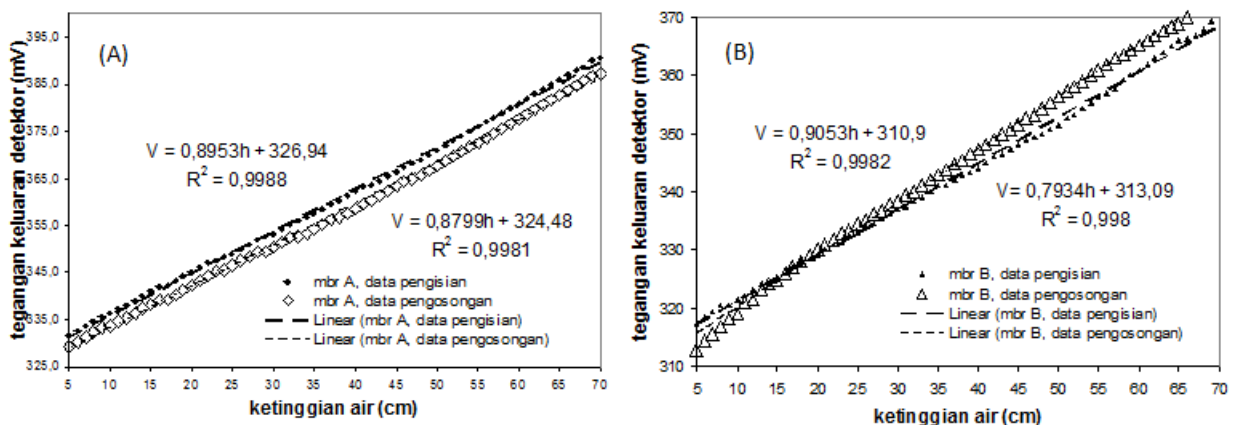 (A)
tegangan keluaran detektor (mV)
395,0
385,0
375,0
365,0
355,0
345,0
335,0
325,0
V = 0,8953h + 326,94
R² = 0,9988
V = 0,8799h + 324,48
R² = 0,9981
mbr A, data pengisian
mbr A, data pengosongan
Linear (mbr A, data pengisian)
Linear (mbr A, data pengosongan)
5 10 15 20 25 30 35 40 45 50 55 60 65 70
ketinggian air (cm)
(B)
tegangan keluaran detektor (mV)
370
360
350
340
330
320
310
V = 0,9053h + 310,9
R² = 0,9982
V = 0,7934h + 313,09
R² = 0,998
mbr B, data pengisian
mbr B, data pengosongan
Linear (mbr B, data pengisian)
Linear (mbr B, data pengosongan)
5 10 15 20 25 30 35 40 45 50 55 60 65 70
ketinggian air (cm)